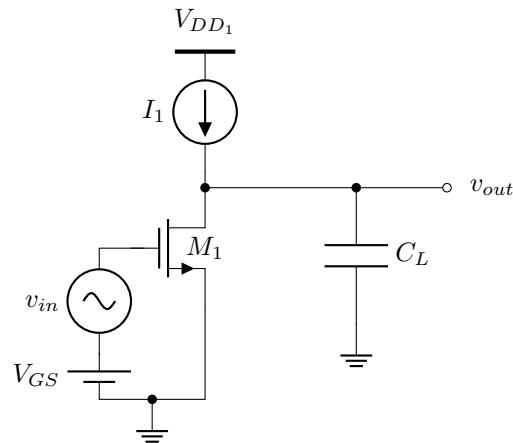 V_{DD_1}
I_1
v_{out}
M_1
C_L
v_{in}
V_{GS}